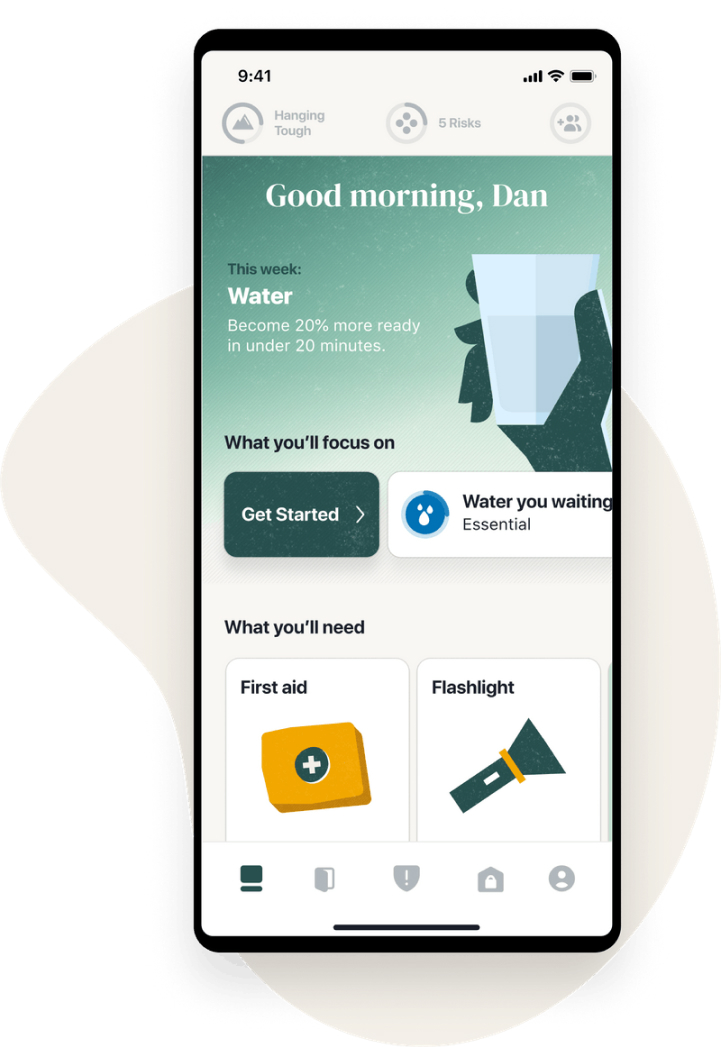 9:41
Hanging
Tough
5 Risks
Good morning, Dan
This week:
Water
Become 20% more ready
in under 20 minutes.
What you’ll focus on
Get Started
Water you waiting
Essential
What you’ll need
First aid
Flashlight